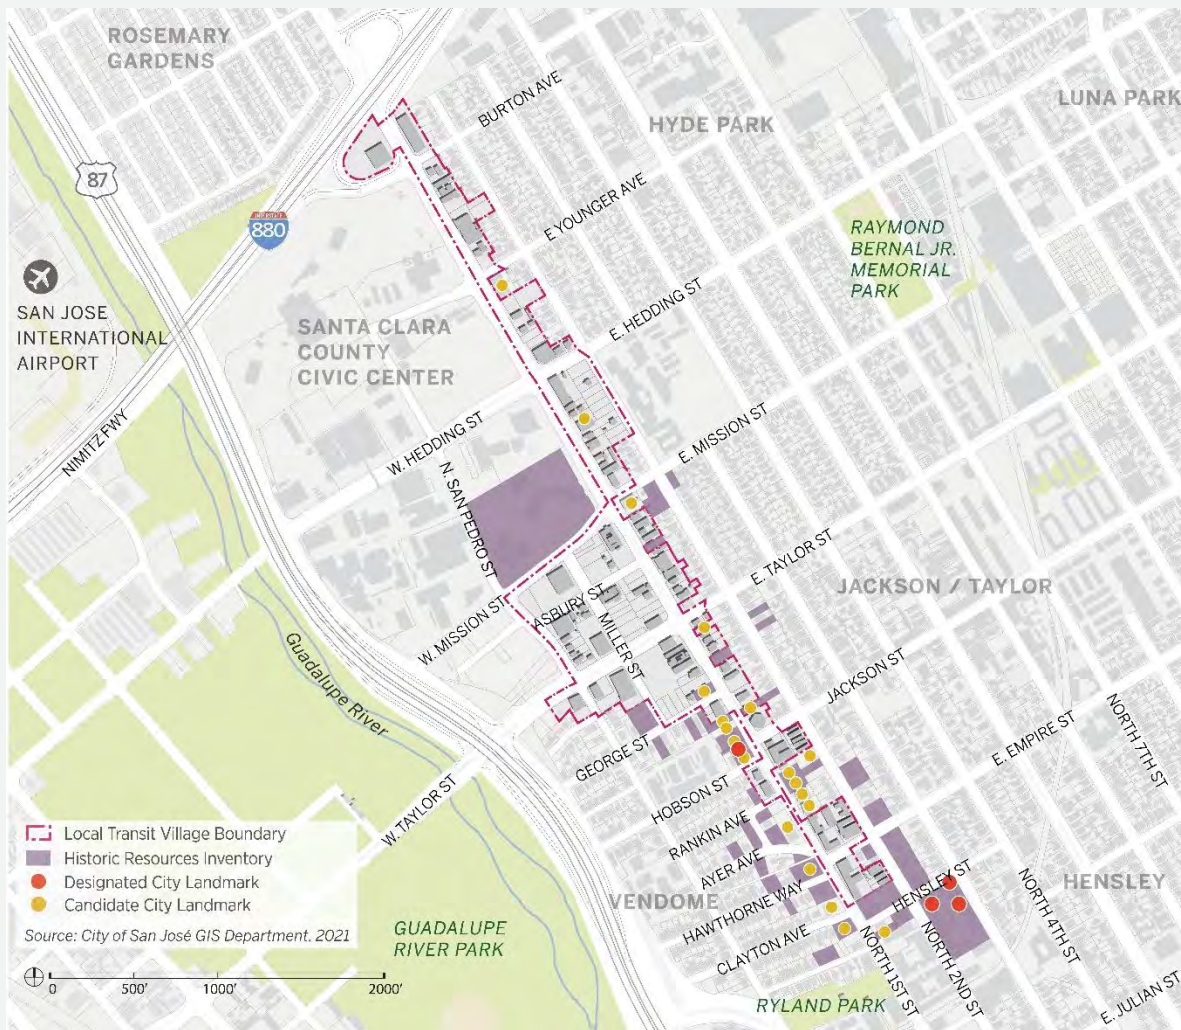 ROSEMARY
GARDENS
BURTON AVE
HYDE PARK
LUNA PARK
87
INTERSTATE
880
E YOUNGER AVE
RAYMOND
BERNAL JR.
MEMORIAL
PARK
SAN JOSE
INTERNATIONAL
AIRPORT
SANTA CLARA
COUNTY
CIVIC CENTER
E. HEDDING ST
NIMITZ FWY
W. HEDDING ST
E. MISSION ST
N. SAN PEDRO ST
E. TAYLOR ST
JACKSON / TAYLOR
ASBURY ST
W. MISSION ST
MILLER ST
Guadalupe River
JACKSON ST
NORTH 7TH ST
E. EMPIRE ST
GEORGE ST
W. TAYLOR ST
HOBSON ST
RANKIN AVE
AYER AVE
HENSLEY ST
HENSLEY
VENDOME
HAWTHORNE WAY
NORTH 4TH ST
CLAYTON AVE
NORTH 1ST ST
NORTH 2ND ST
E. JULIAN ST
GUADALUPE
RIVER PARK
RYLAND PARK
Local Transit Village Boundary
Historic Resources Inventory
Designated City Landmark
Candidate City Landmark
Source: City of San José GIS Department, 2021
0 500' 1000' 2000'